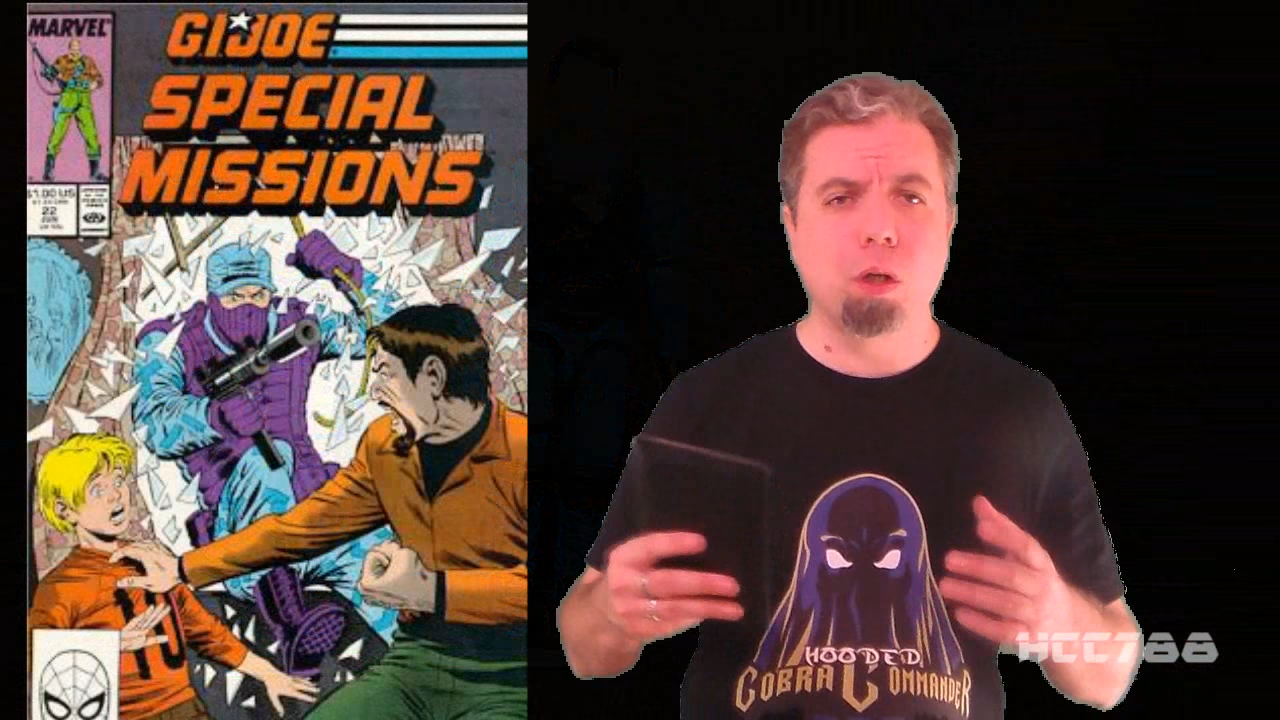 MARVEL
G.I.JOE
SPECIAL
MISSIONS
$1.00 US
22
HOODED
COBRA COMMANDER
HCC788